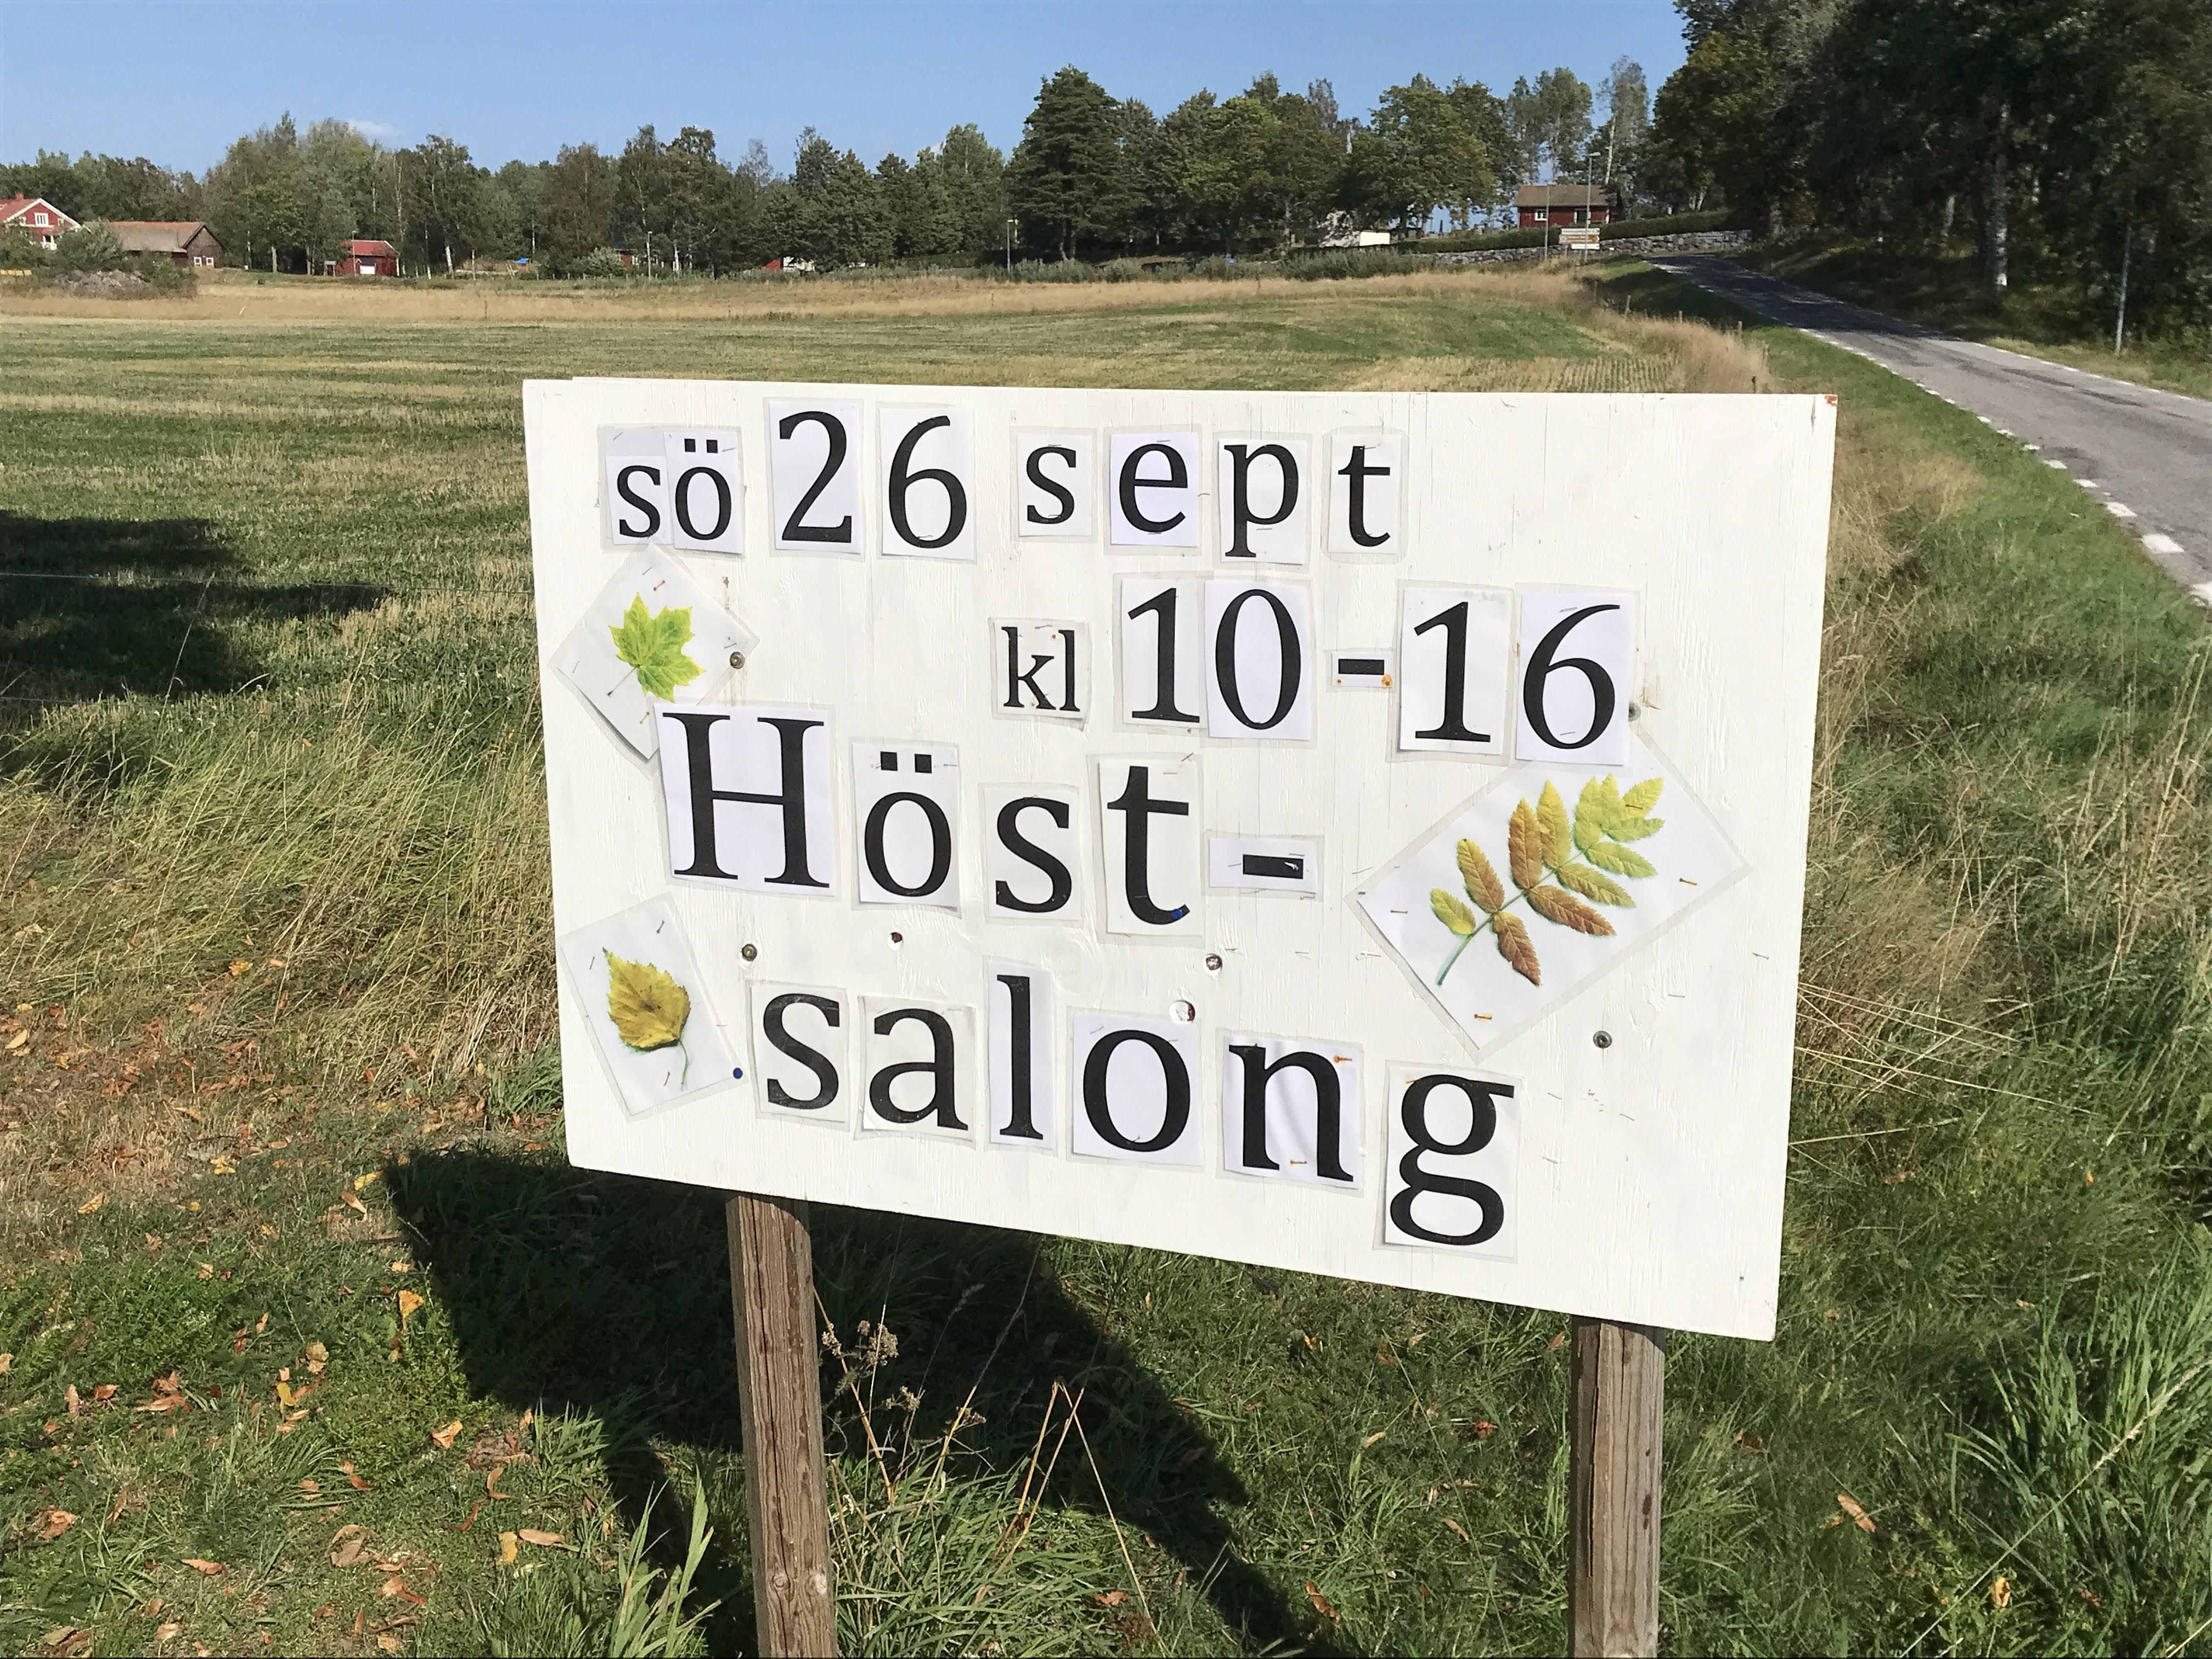 sö 26 sept
kl 10-16
Höst-
salong